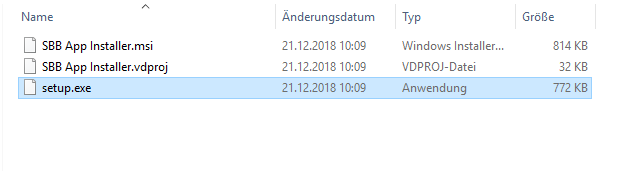 Name Änderungsdatum Typ Größe
SBB App Installer.msi 21.12.2018 10:09 Windows Installer... 814 KB
SBB App Installer.vdproj 21.12.2018 10:09 VDPROJ-Datei 32 KB
setup.exe 21.12.2018 10:09 Anwendung 772 KB